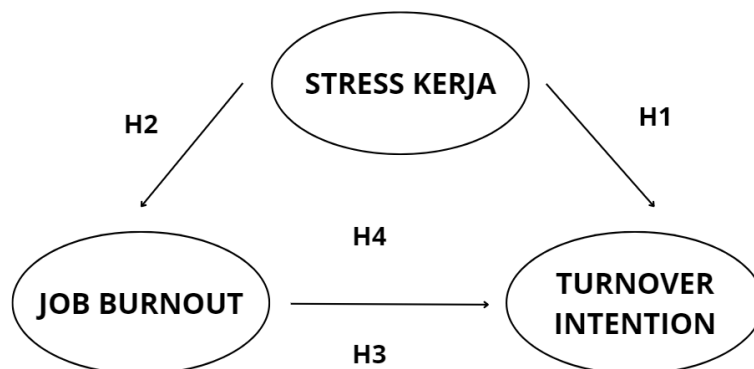 STRESS KERJA
H2
H1
H4
JOB BURNOUT
TURNOVER
INTENTION
H3